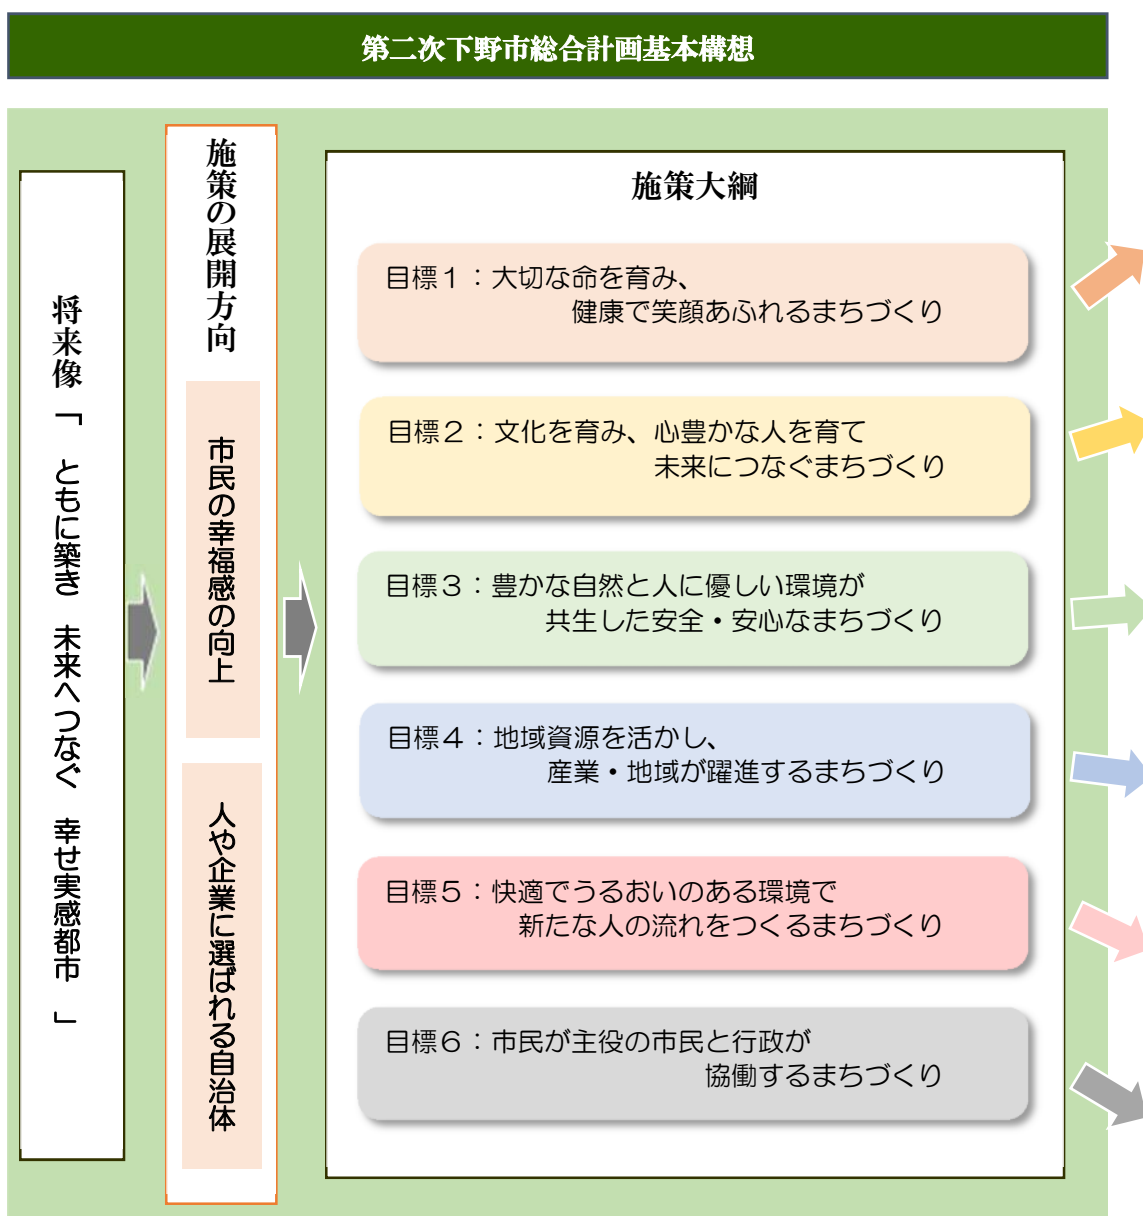 第二次下野市総合計画基本構想
将来像「 ともに築き 未来へつなぐ 幸せ実感都市 」
施策の展開方向
市民の幸福感の向上
人や企業に選ばれる自治体
施策大綱
目標１：大切な命を育み、
健康で笑顔あふれるまちづくり
目標２：文化を育み、心豊かな人を育て
未来につなぐまちづくり
目標３：豊かな自然と人に優しい環境が
共生した安全・安心なまちづくり
目標４：地域資源を活かし、
産業・地域が躍進するまちづくり
目標５：快適でうるおいのある環境で
新たな人の流れをつくるまちづくり
目標６：市民が主役の市民と行政が
協働するまちづくり